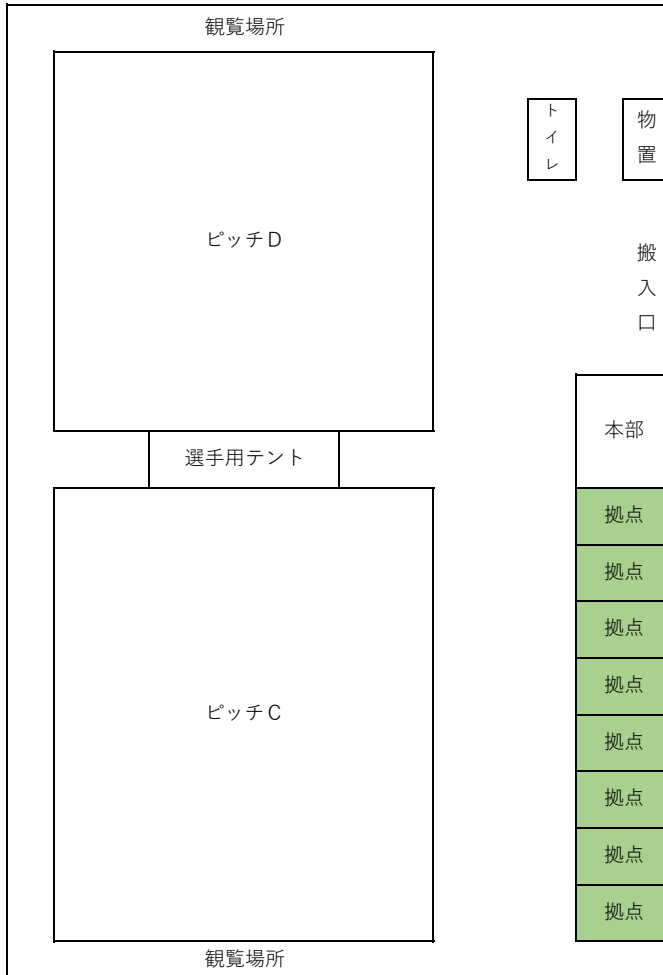 観覧場所
トイレ
物置
ピッチD
搬入口
本部
選手用テント
拠点
拠点
拠点
拠点
ピッチC
拠点
拠点
拠点
拠点
観覧場所